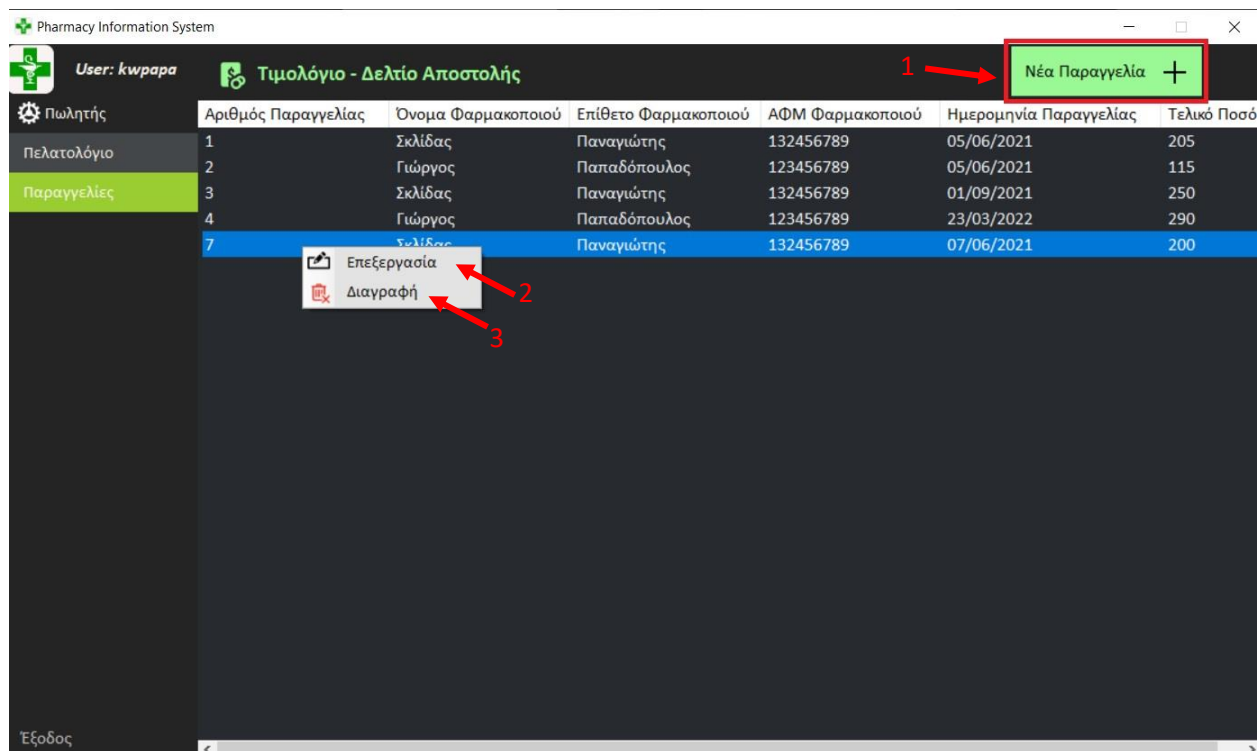 Pharmacy Information System
User: kwpapa
Τιμολόγιο - Δελτίο Αποστολής
1
Νέα Παραγγελία
Πωλητής
Πελατολόγιο
Παραγγελίες
Αριθμός Παραγγελίας Όνομα Φαρμακοποιού Επίθετο Φαρμακοποιού ΑΦΜ Φαρμακοποιού Ημερομηνία Παραγγελίας Τελικό Ποσό
1 Σκλίδας Παναγιώτης 132456789 05/06/2021 205
2 Γιώργος Παπαδόπουλος 123456789 05/06/2021 115
3 Σκλίδας Παναγιώτης 132456789 01/09/2021 250
4 Γιώργος Παπαδόπουλος 123456789 23/03/2022 290
7 Σκλίδας Παναγιώτης 132456789 07/06/2021 200
Επεξεργασία
Διαγραφή
2
3
Έξοδος